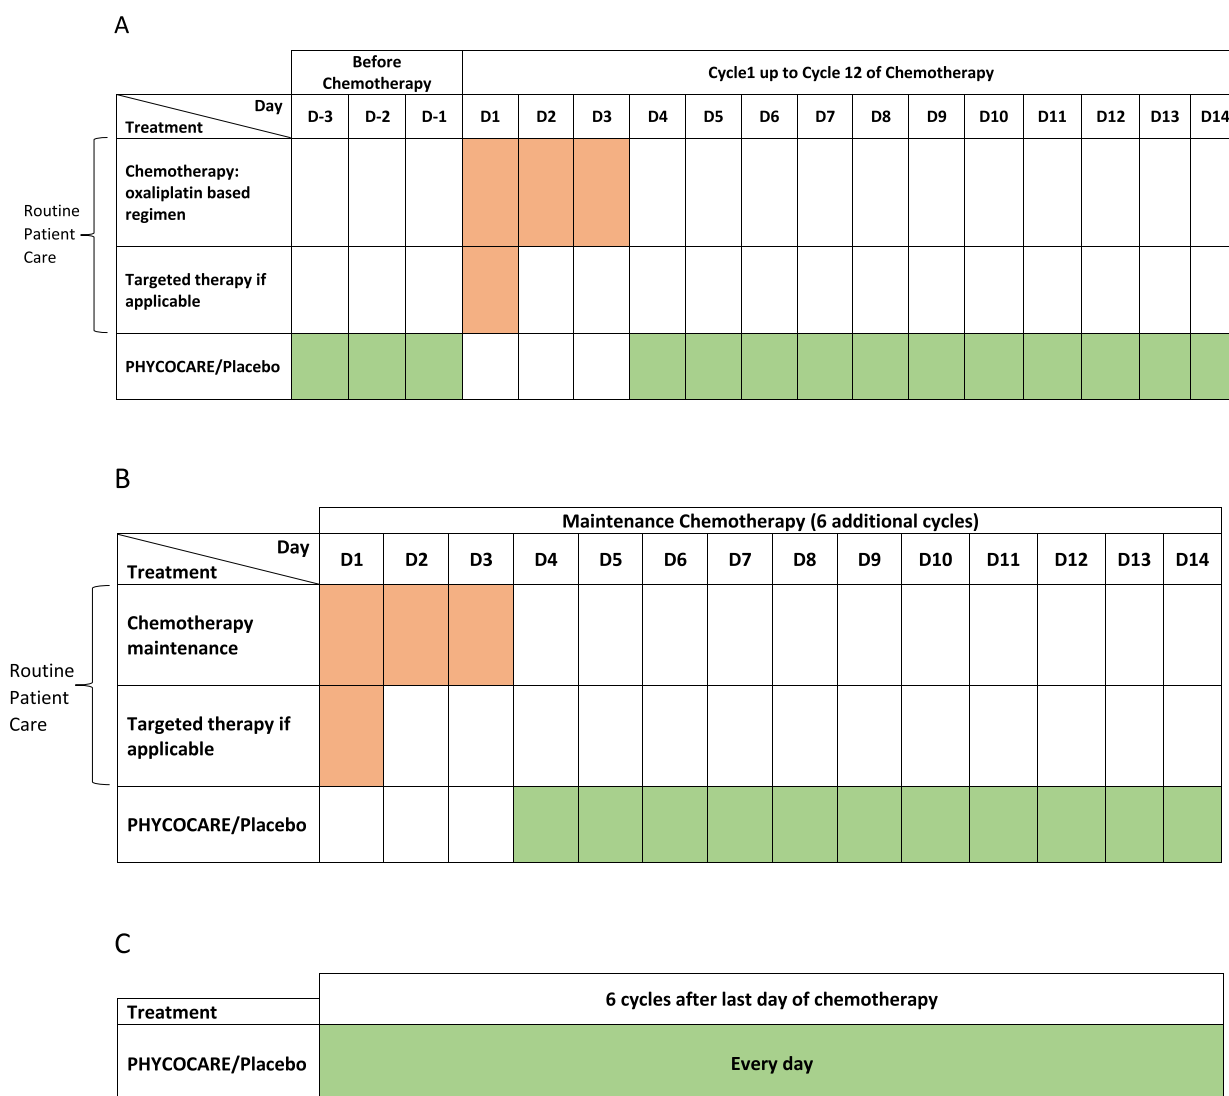 A
Before
Chemotherapy
Cycle1 up to Cycle 12 of Chemotherapy
Day
Treatment
D-3 D-2 D-1 D1 D2 D3 D4 D5 D6 D7 D8 D9 D10 D11 D12 D13 D14
Routine
Patient
Care
Chemotherapy:
oxaliplatin based
regimen
Targeted therapy if
applicable
PHYCOCARE/Placebo
B
Maintenance Chemotherapy (6 additional cycles)
Day
Treatment
D1 D2 D3 D4 D5 D6 D7 D8 D9 D10 D11 D12 D13 D14
Routine
Patient
Care
Chemotherapy
maintenance
Targeted therapy if
applicable
PHYCOCARE/Placebo
C
6 cycles after last day of chemotherapy
Treatment
PHYCOCARE/Placebo
Every day